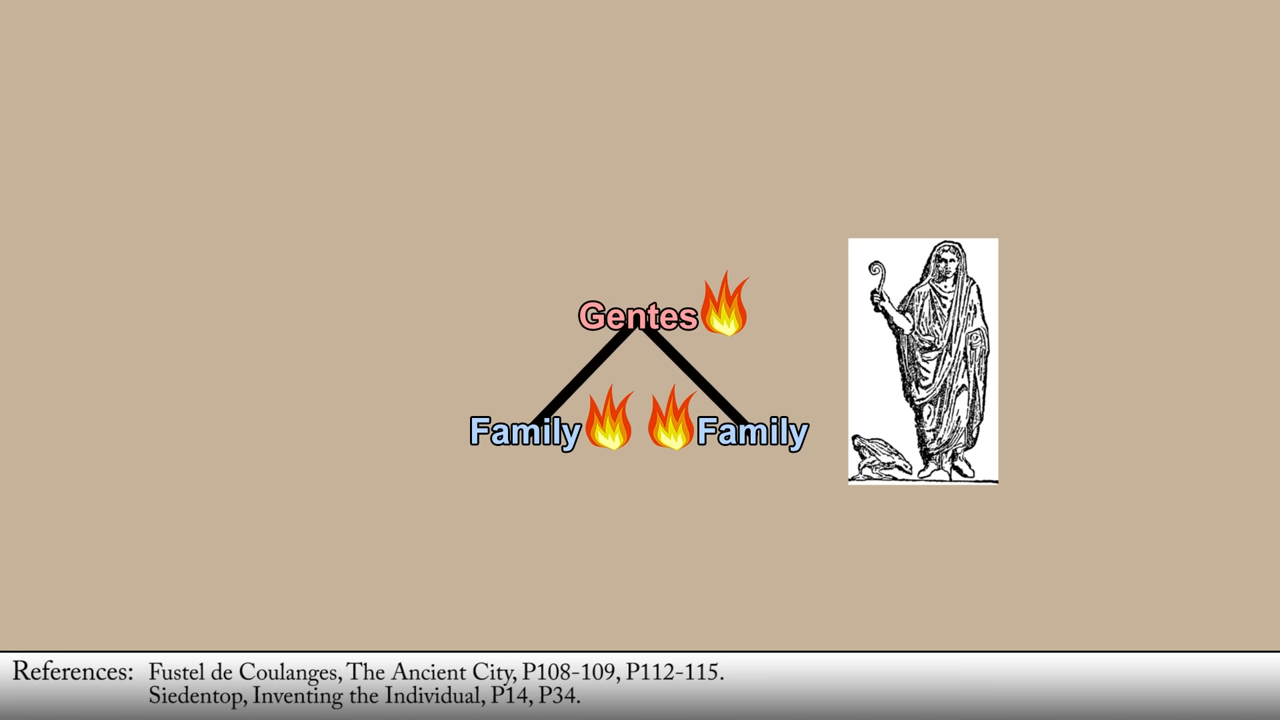 Gentes
Family Family
References: Fustel de Coulanges, The Ancient City, P108-109, P112-115.
Siedentop, Inventing the Individual, P14, P34.